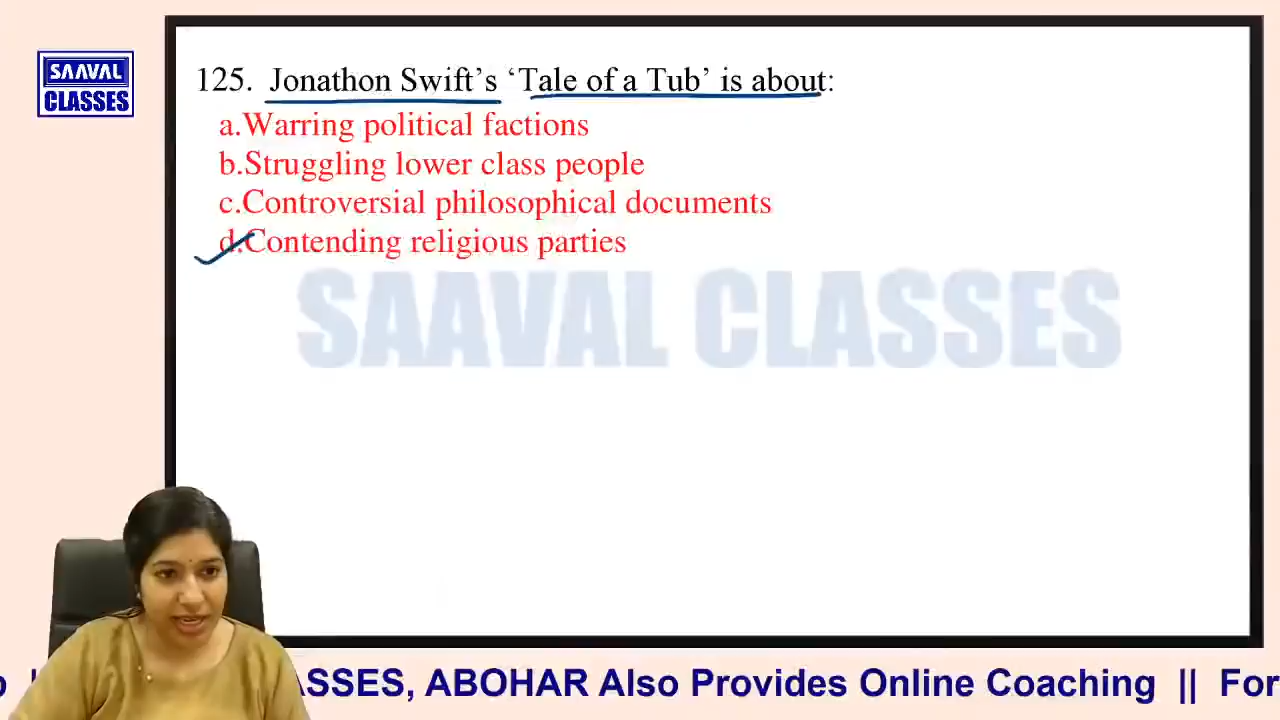 SAAVAL
CLASSES
125. Jonathon Swift's 'Tale of a Tub' is about:
a.Warring political factions
b.Struggling lower class people
c.Controversial philosophical documents
d.Contending religious parties
SAAVAL CLASSES
ASSES, ABOHAR Also Provides Online Coaching || For